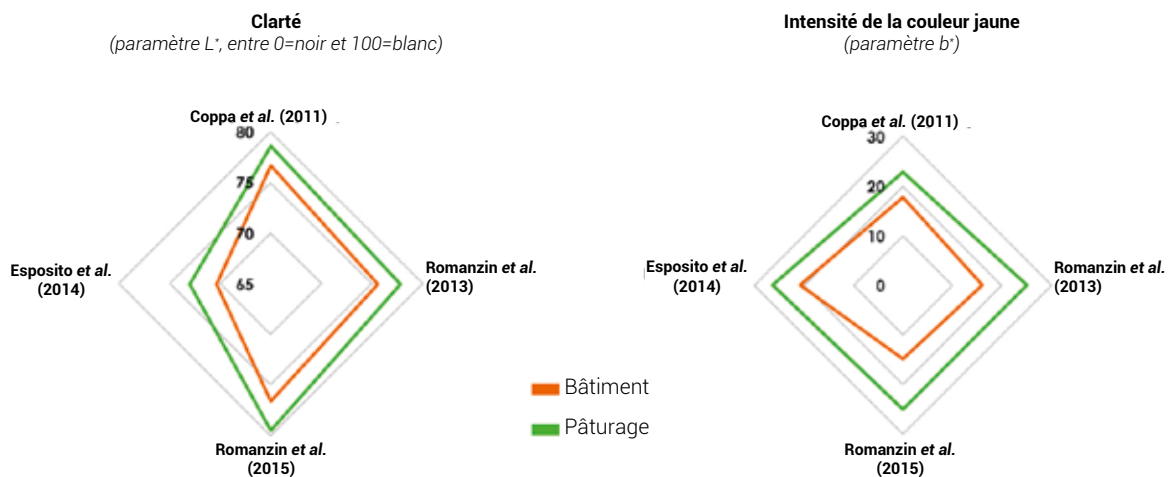 Clarté
(paramètre L*, entre 0=noir et 100=blanc)
Coppa et al. (2011)
80
75
70
65
Esposito et al.
(2014)
Romanzin et al.
(2013)
Romanzin et al.
(2015)
Bâtiment
Pâturage
Intensité de la couleur jaune
(paramètre b*)
Coppa et al. (2011)
30
20
10
0
Esposito et al.
(2014)
Romanzin et al.
(2013)
Romanzin et al.
(2015)